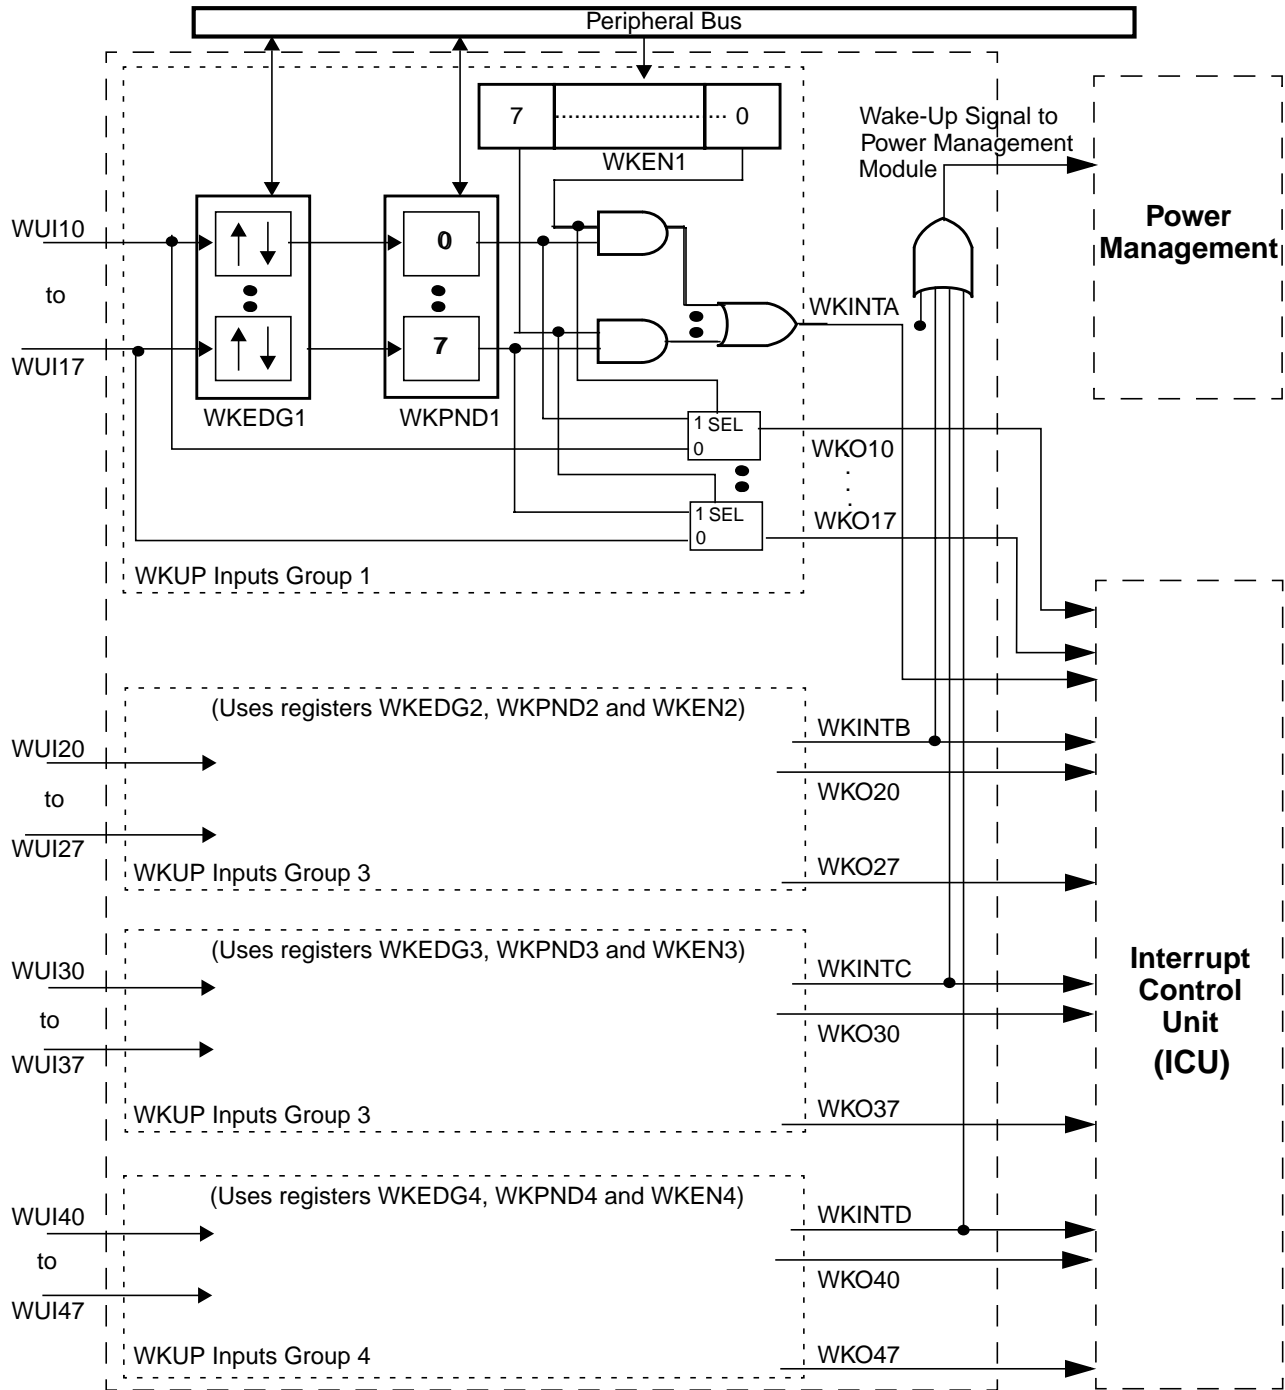 Peripheral Bus
7 0
WKEN1
Wake-Up Signal to
Power Management
Module
Power
Management
WUI10
to
WUI17
0
7
WKEDG1
WKPND1
WKINTA
1 SEL
0
WKO10
.
.
.
1 SEL
0
WKO17
WKUP Inputs Group 1
(Uses registers WKEDG2, WKPND2 and WKEN2)
WUI20
to
WUI27
WKINTB
WKO20
WKO27
WKUP Inputs Group 3
(Uses registers WKEDG3, WKPND3 and WKEN3)
WUI30
to
WUI37
WKINTC
WKO30
WKO37
WKUP Inputs Group 3
Interrupt
Control
Unit
(ICU)
(Uses registers WKEDG4, WKPND4 and WKEN4)
WUI40
to
WUI47
WKINTD
WKO40
WKO47
WKUP Inputs Group 4